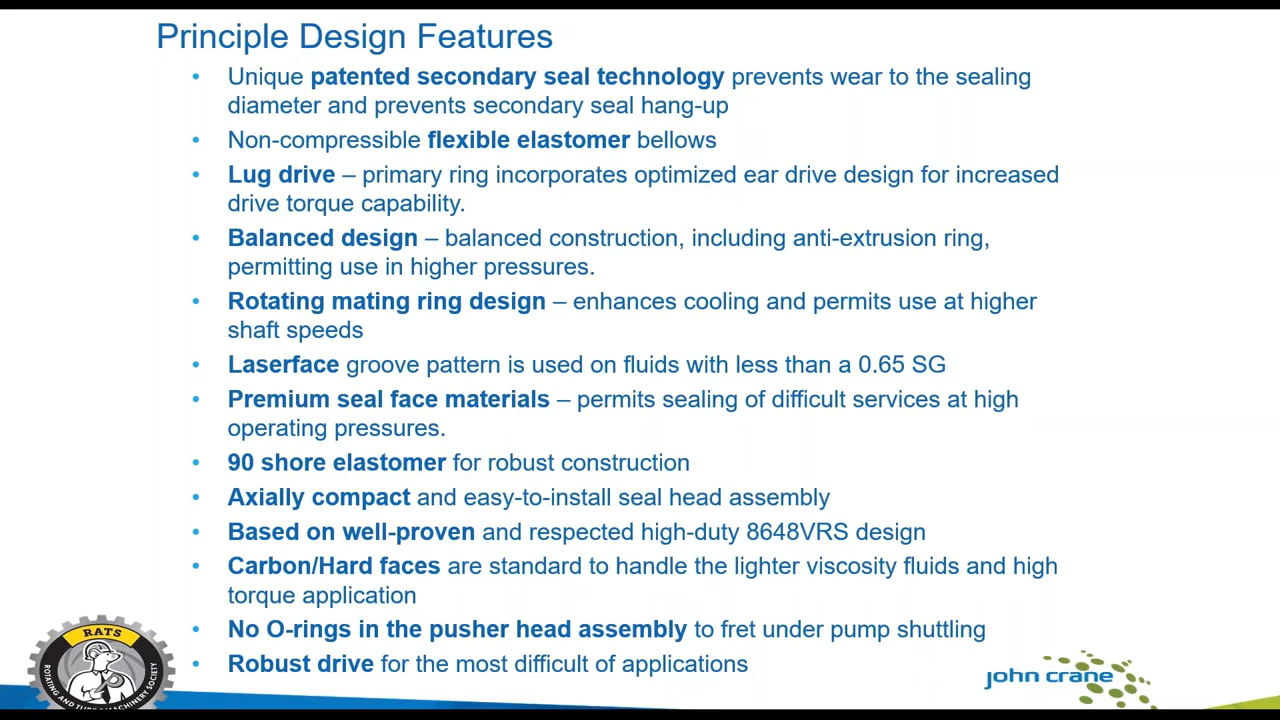 Principle Design Features
• Unique patented secondary seal technology prevents wear to the sealing
diameter and prevents secondary seal hang-up
• Non-compressible flexible elastomer bellows
• Lug drive – primary ring incorporates optimized ear drive design for increased
drive torque capability.
• Balanced design – balanced construction, including anti-extrusion ring,
permitting use in higher pressures.
• Rotating mating ring design – enhances cooling and permits use at higher
shaft speeds
• Laserface groove pattern is used on fluids with less than a 0.65 SG
• Premium seal face materials – permits sealing of difficult services at high
operating pressures.
• 90 shore elastomer for robust construction
• Axially compact and easy-to-install seal head assembly
• Based on well-proven and respected high-duty 8648VRS design
• Carbon/Hard faces are standard to handle the lighter viscosity fluids and high
torque application
• No O-rings in the pusher head assembly to fret under pump shuttling
• Robust drive for the most difficult of applications
RATS
ROTATING AND TURBOMACHINERY SOCIETY
john crane